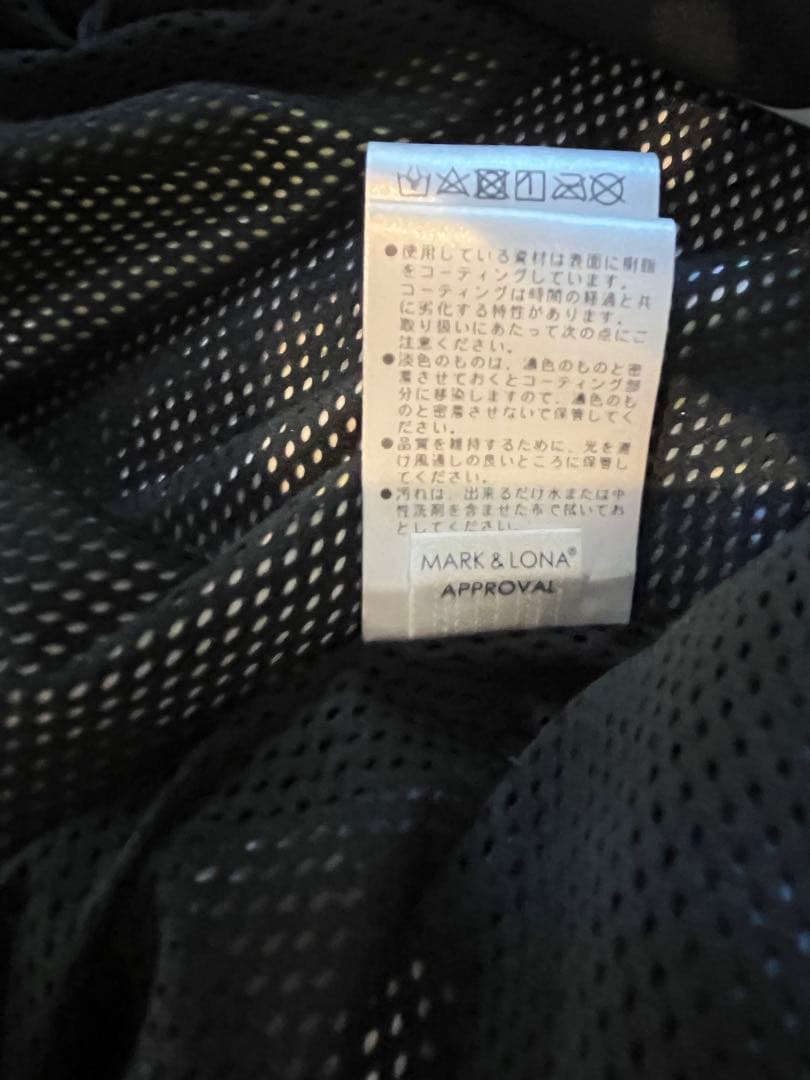 ●使用している資材は表面に樹脂
をコーティングしています。
コーティングは時間の経過と共
に劣化する特性があります。
取り扱いにあたって次の点にご
注意ください。
●淡色のものは、濃色のものと密
着させておくとコーティング部
分に移染しますので、濃色のも
のと密着させないで保管してく
ださい。
●品質を維持するために、光を避
け風通しの良いところに保管し
てください。
●汚れは、出来るだけ水または中
性洗剤を含ませた布で拭いてお
としてください。
MARK & LONA®
APPROVAL